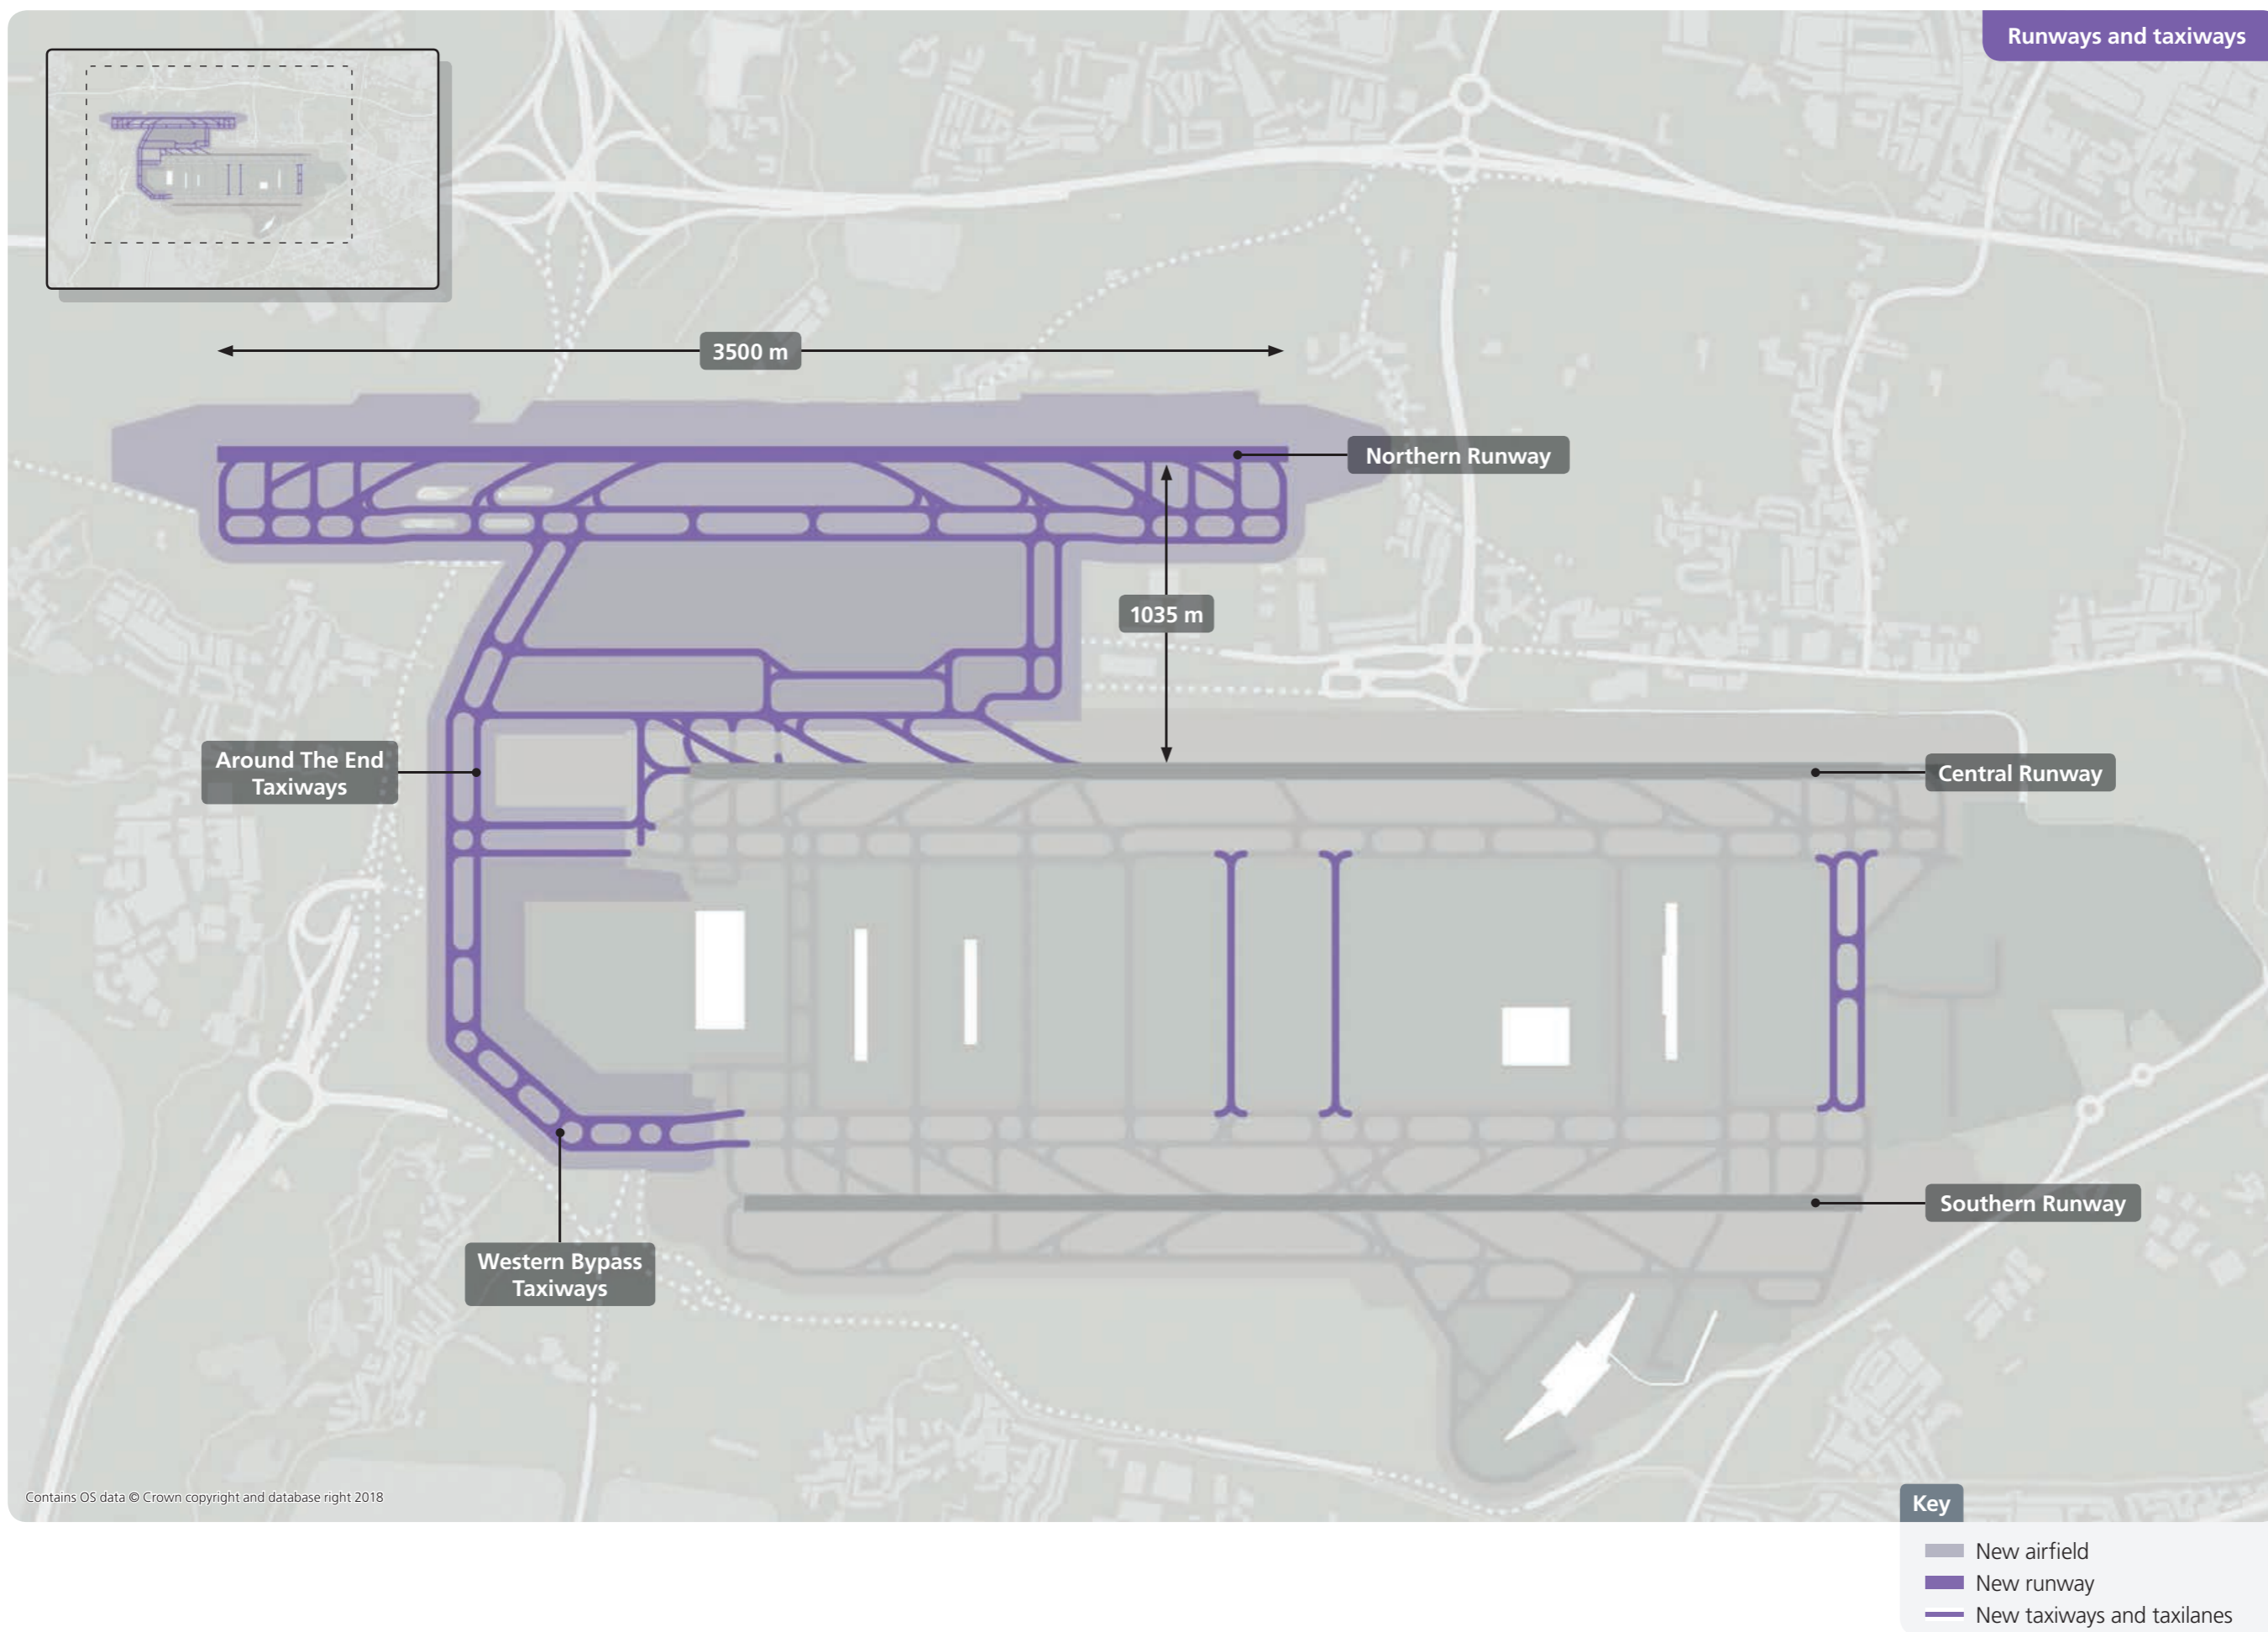 Runways and taxiways
3500 m
Northern Runway
1035 m
Around The End
Taxiways
Central Runway
Southern Runway
Western Bypass
Taxiways
Contains OS data © Crown copyright and database right 2018
Key
New airfield
New runway
New taxiways and taxilanes